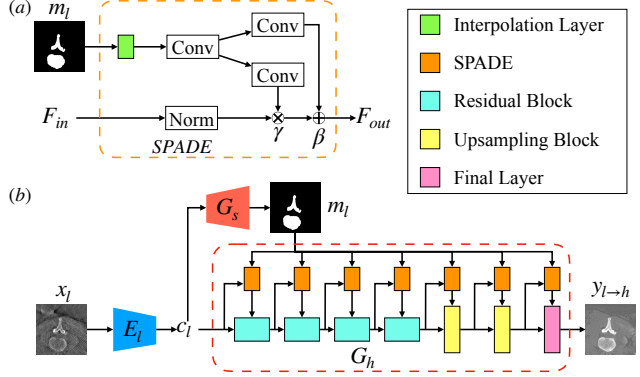 (a)
m_l
Conv
Conv
Conv
F_in
Norm
γ
β
F_out
SPADE
Interpolation Layer
SPADE
Residual Block
Upsampling Block
Final Layer
(b)
G_s
m_l
x_l
E_l
c_l
G_h
y_{l→h}